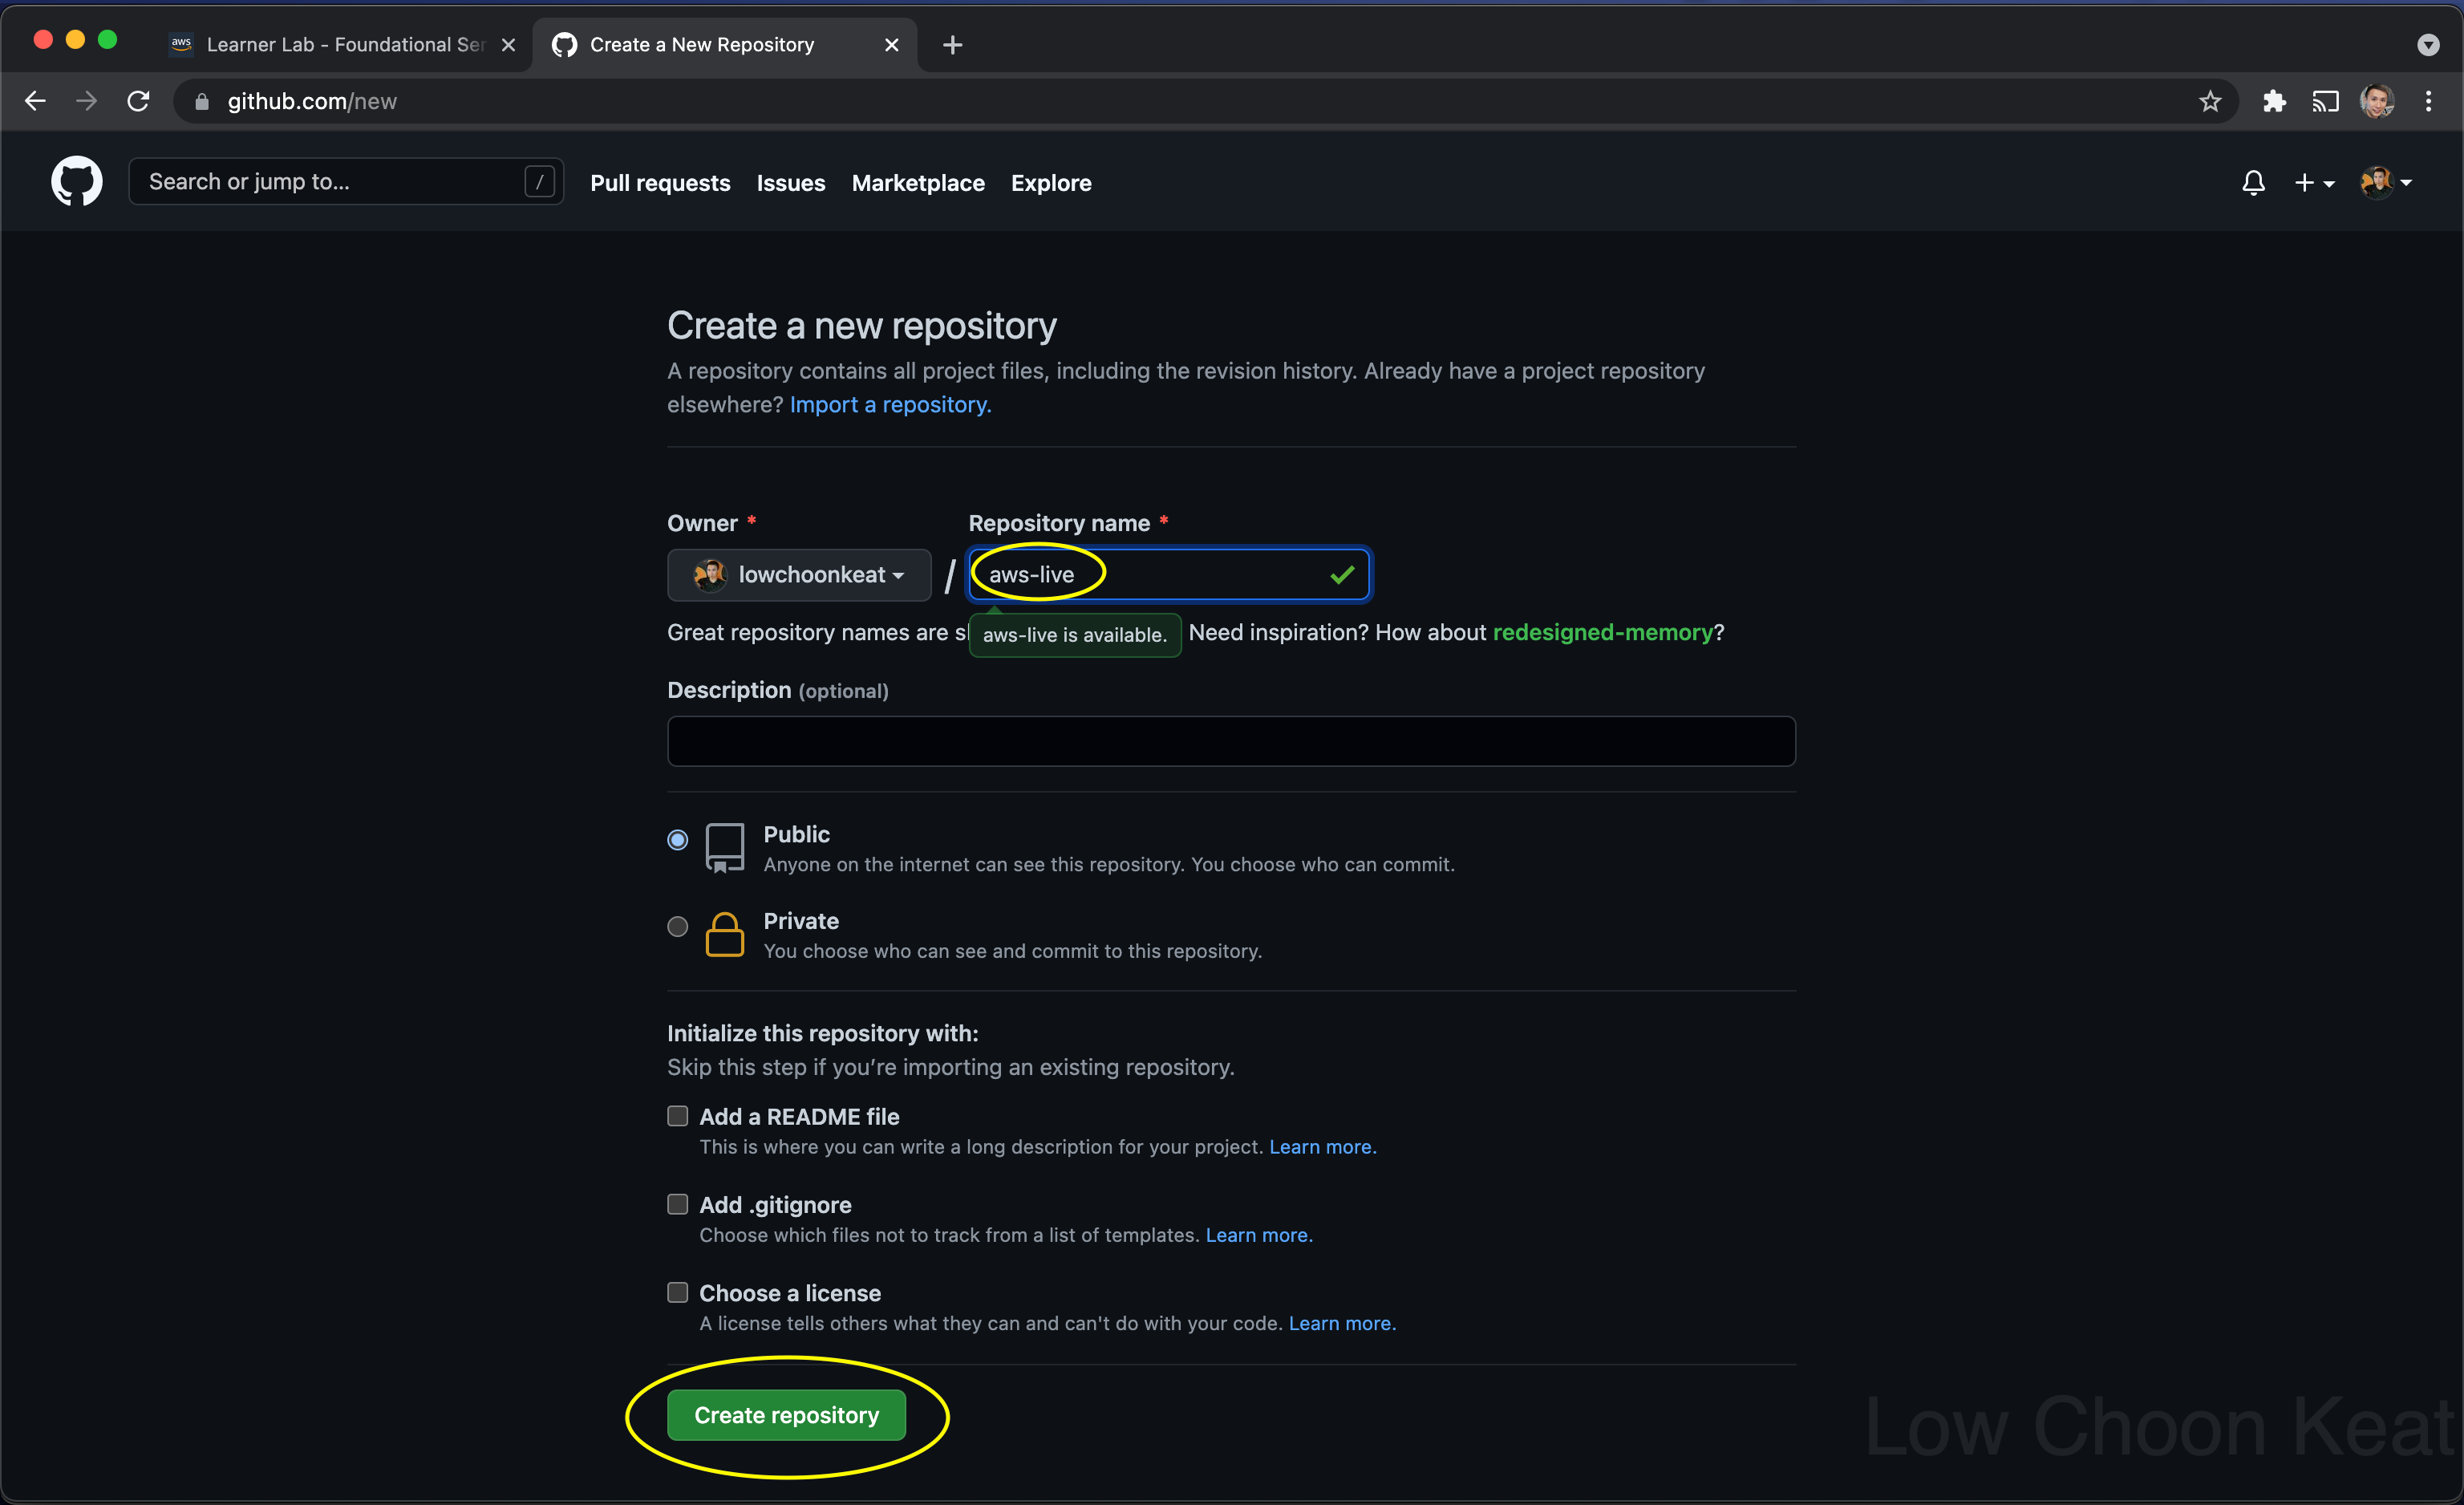 aws Learner Lab - Foundational Ser
Create a New Repository
github.com/new
Search or jump to... /
Pull requests Issues Marketplace Explore
Create a new repository
A repository contains all project files, including the revision history. Already have a project repository
elsewhere? Import a repository.
Owner * Repository name *
lowchoonkeat / aws-live
Great repository names are sl aws-live is available. Need inspiration? How about redesigned-memory?
Description (optional)
Public
Anyone on the internet can see this repository. You choose who can commit.
Private
You choose who can see and commit to this repository.
Initialize this repository with:
Skip this step if you’re importing an existing repository.
Add a README file
This is where you can write a long description for your project. Learn more.
Add .gitignore
Choose which files not to track from a list of templates. Learn more.
Choose a license
A license tells others what they can and can't do with your code. Learn more.
Create repository
Low Choon Keat